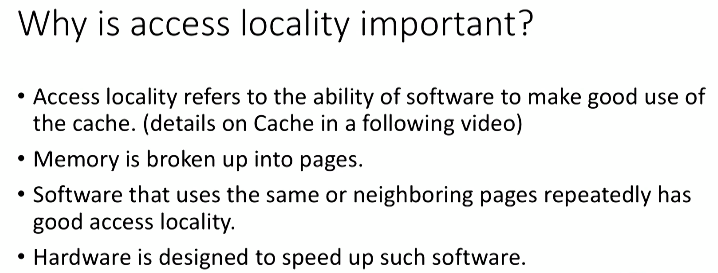 Why is access locality important?
• Access locality refers to the ability of software to make good use of
the cache. (details on Cache in a following video)
• Memory is broken up into pages.
• Software that uses the same or neighboring pages repeatedly has
good access locality.
• Hardware is designed to speed up such software.